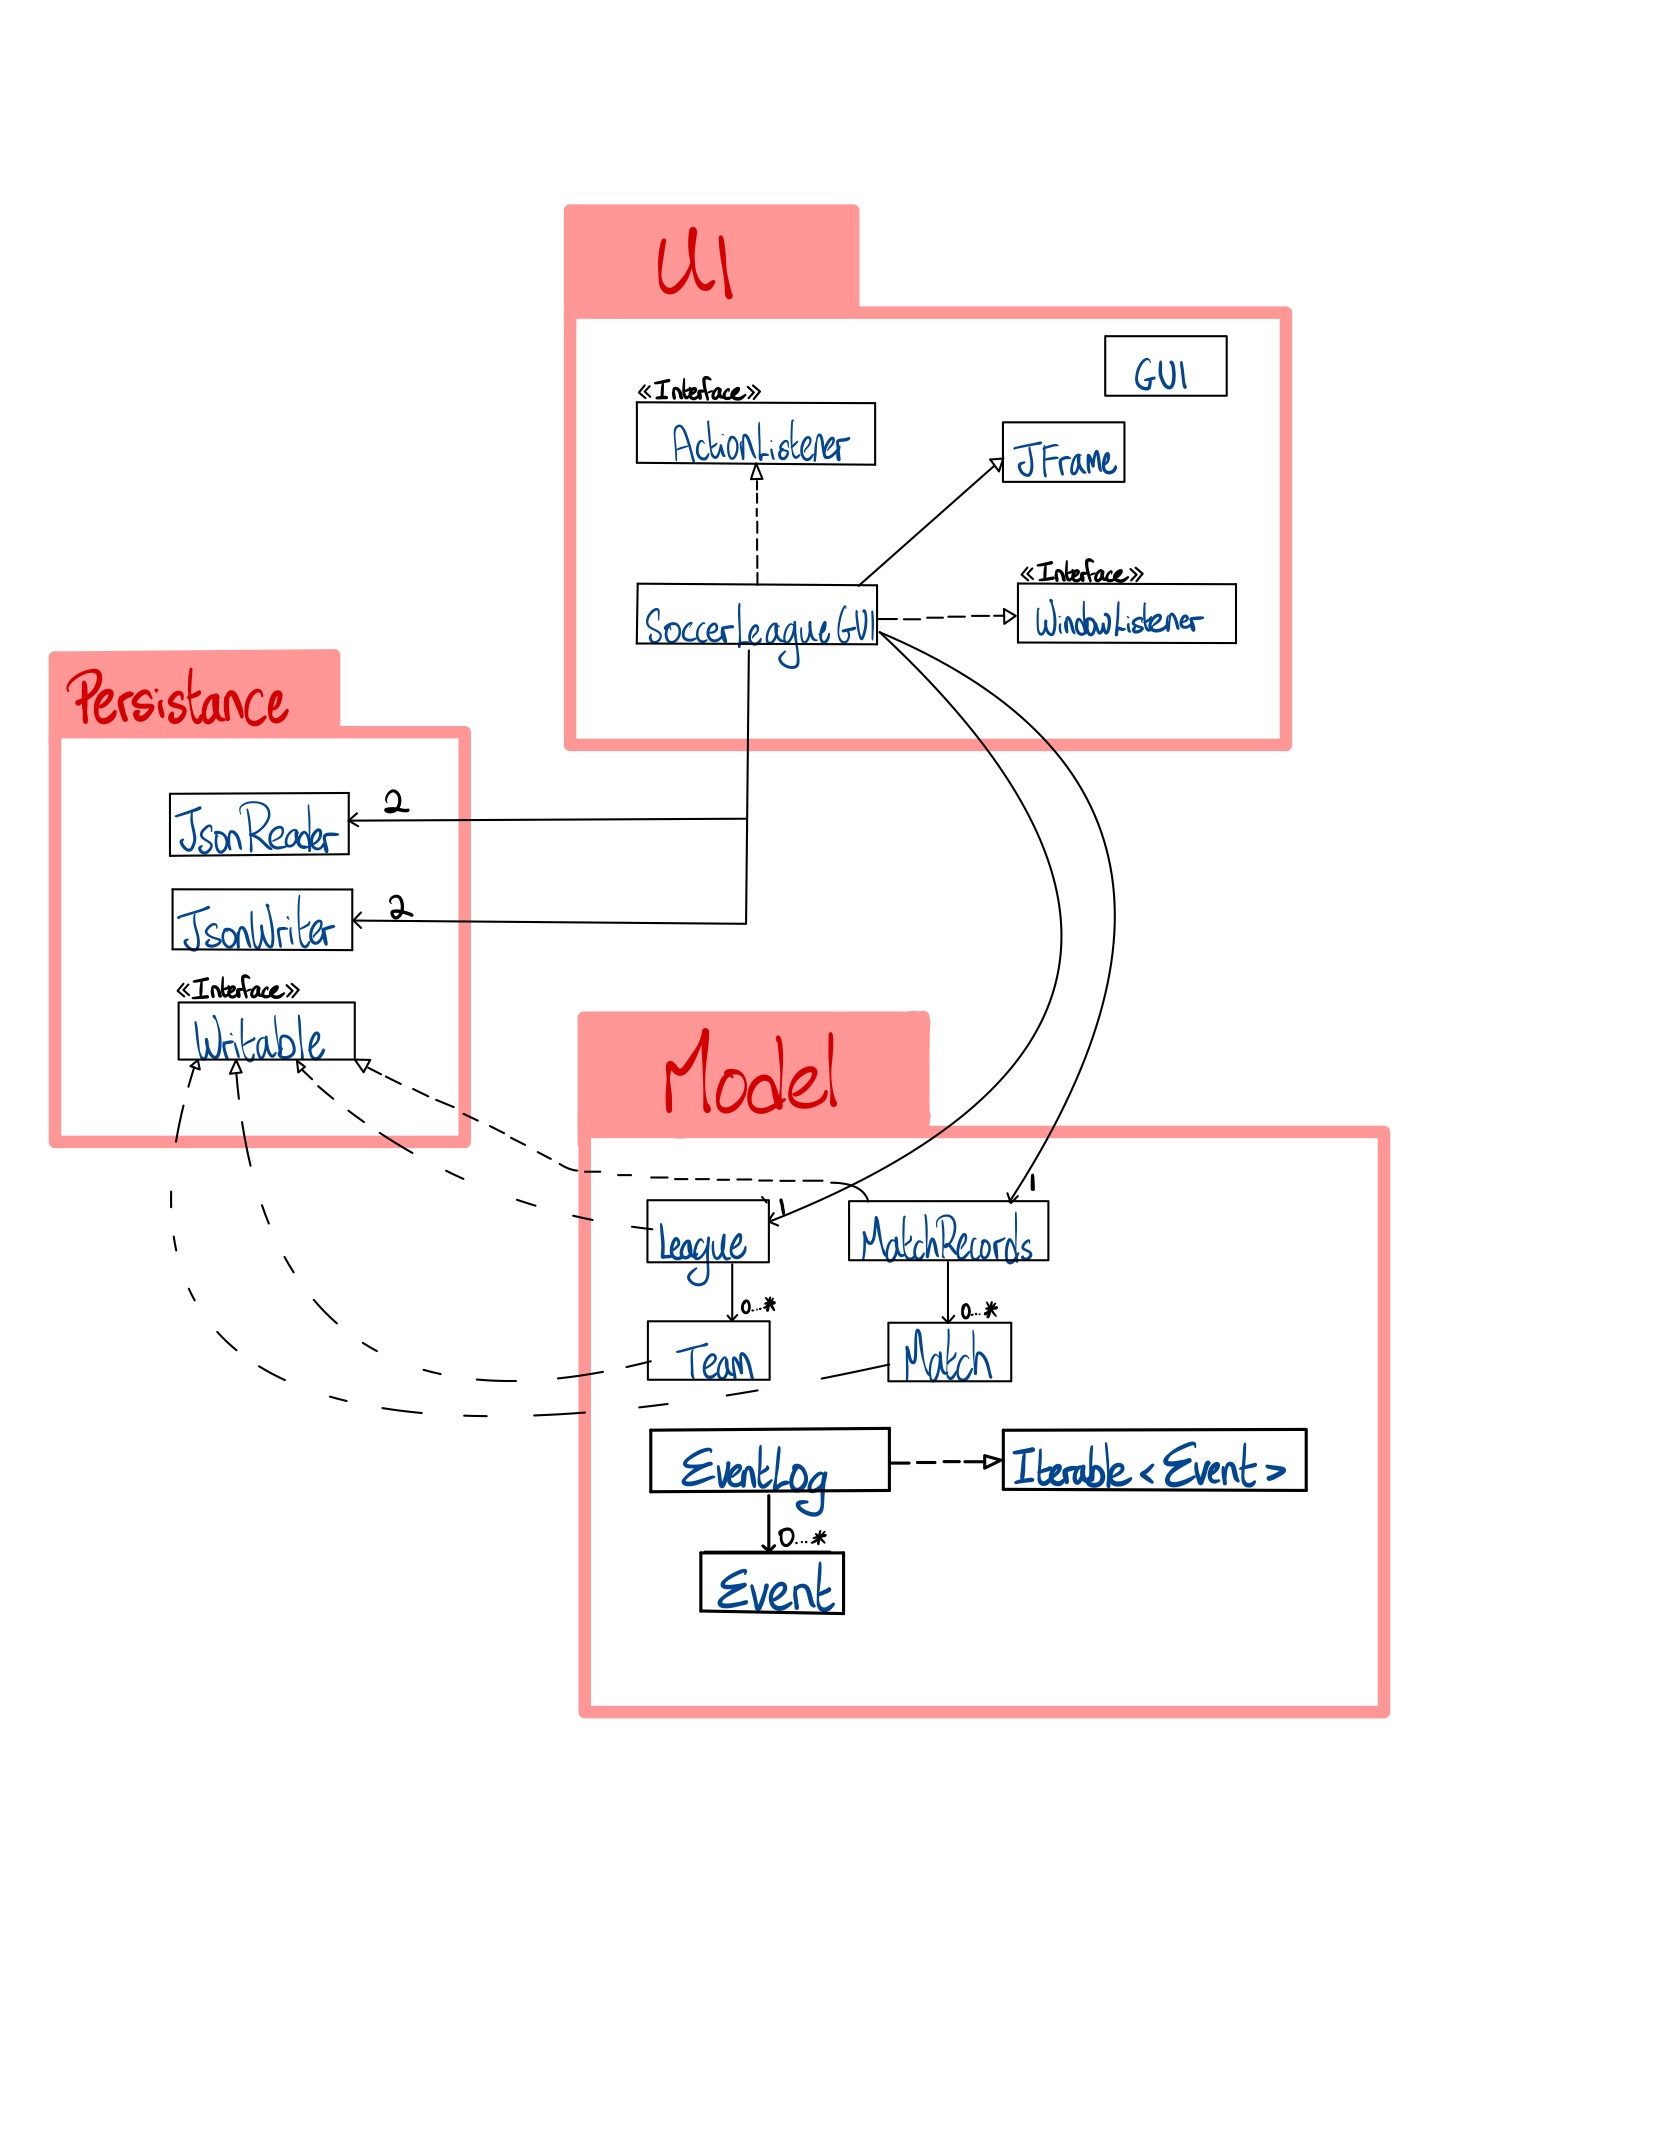 UI
GUI
«Interface»
ActionListener
JFrame
«Interface»
WindowListener
SoccerLeagueGUI
Persistance
JsonReader
2
JsonWriter
2
«Interface»
Writable
Model
1
1
League
MatchRecords
0...*
0...*
Team
Match
EventLog
Iterable<Event>
0...*
Event